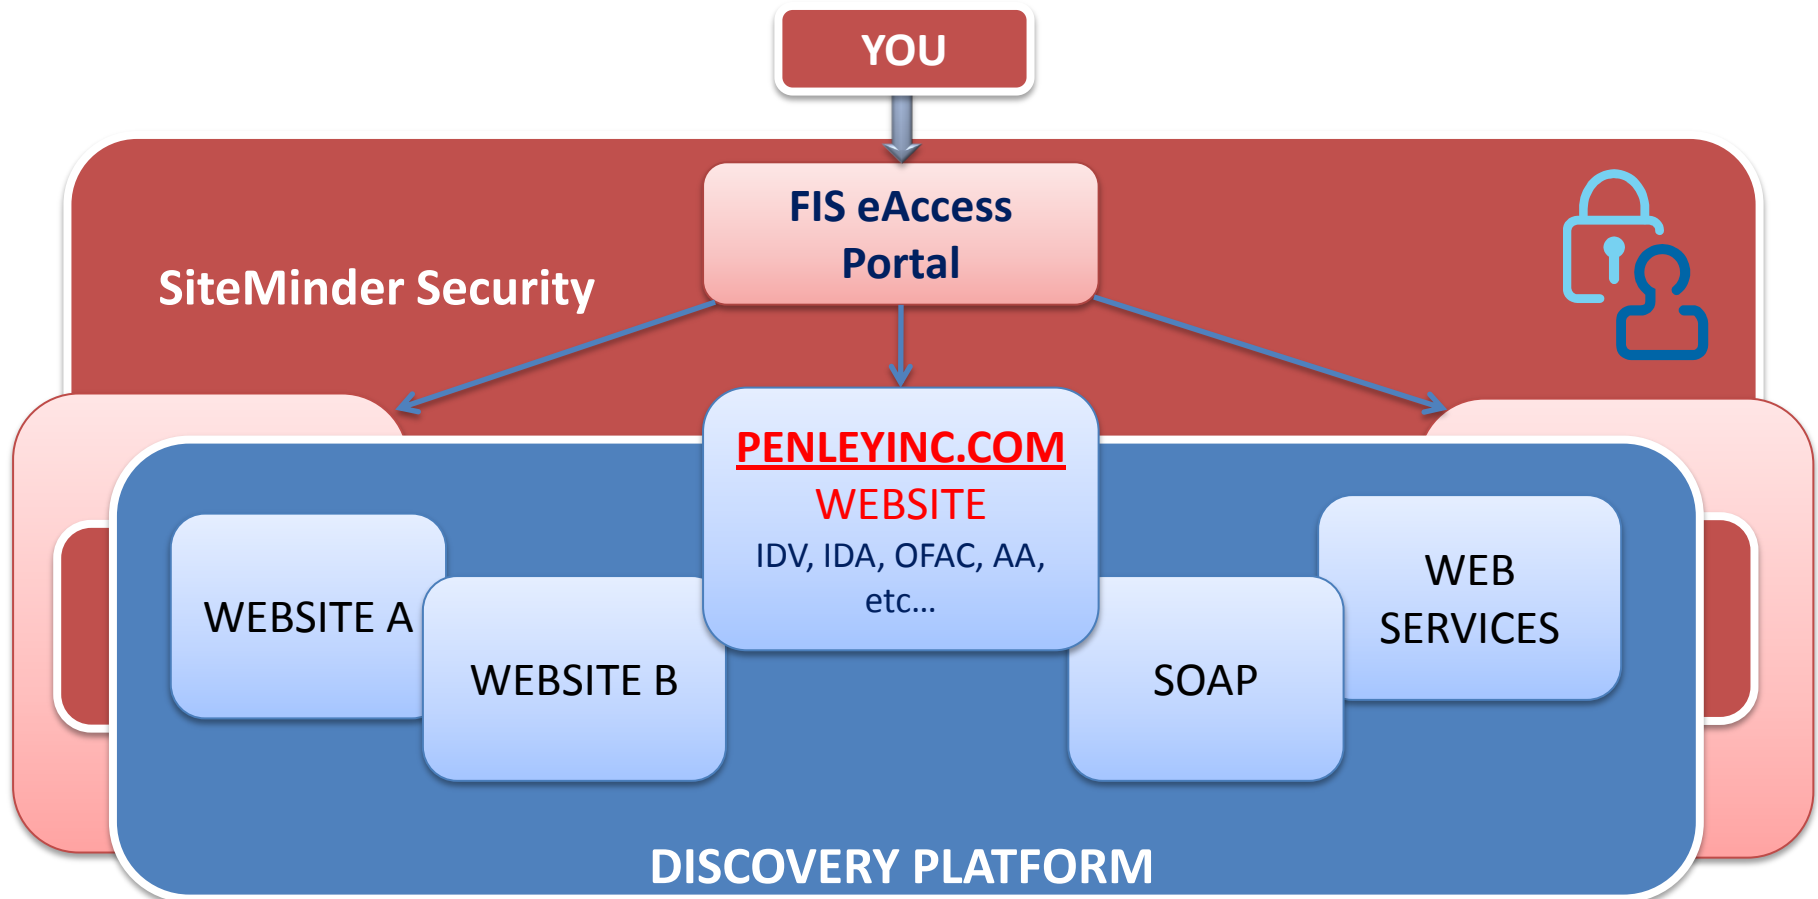 YOU
FIS eAccess
Portal
SiteMinder Security
PENLEYINC.COM
WEBSITE
IDV, IDA, OFAC, AA,
etc...
WEBSITE A
WEBSITE B
SOAP
WEB
SERVICES
DISCOVERY PLATFORM